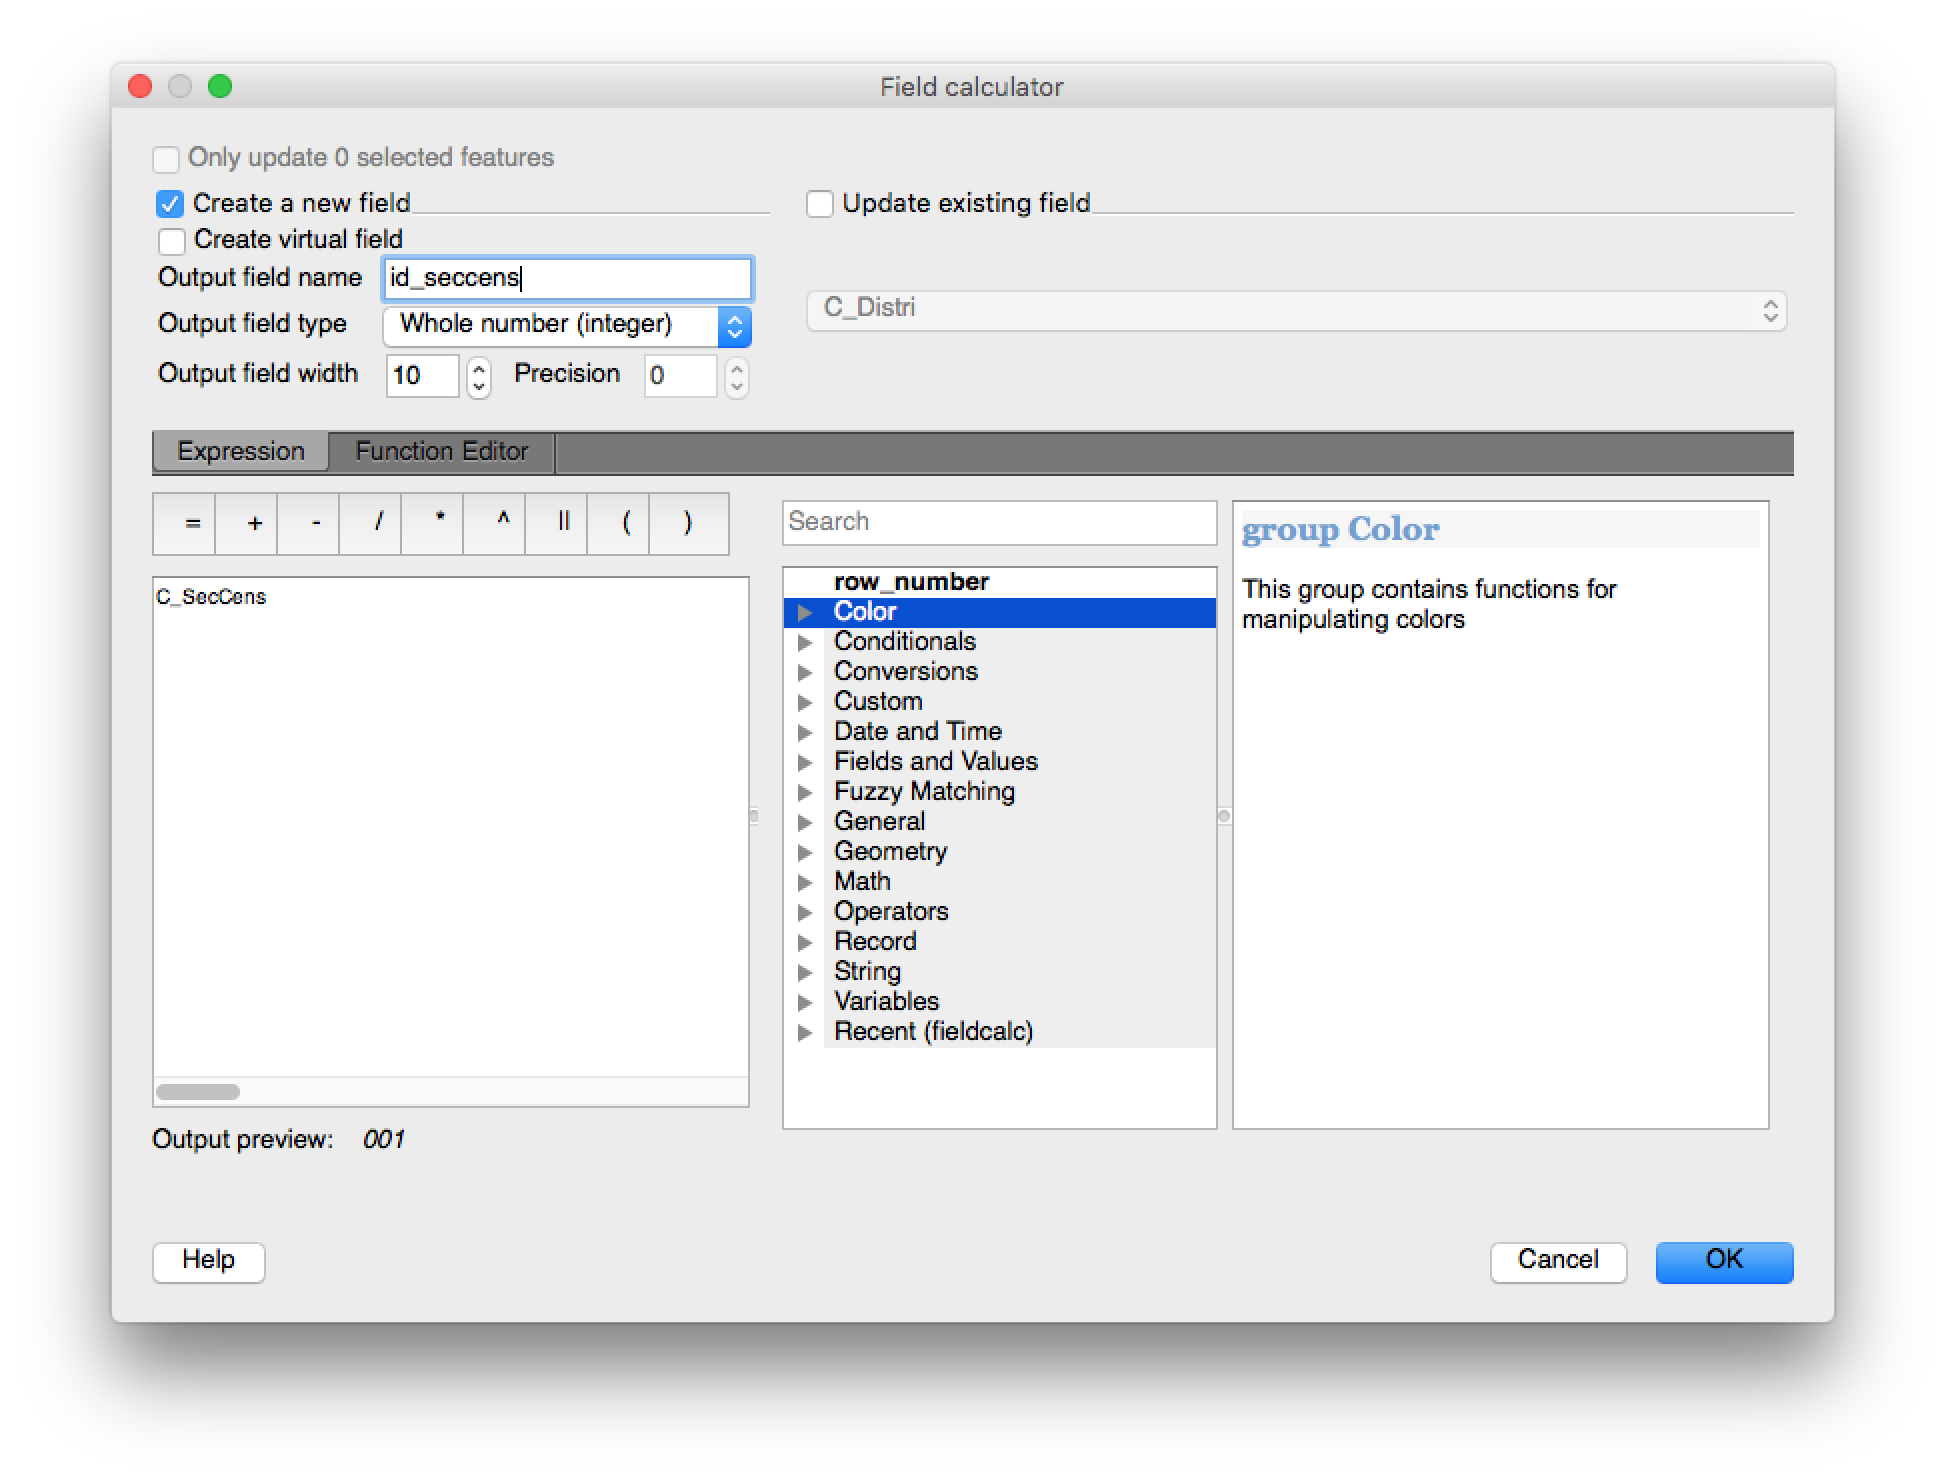 Field calculator
Only update 0 selected features
Create a new field
Update existing field
Create virtual field
Output field name id_seccens
Output field type Whole number (integer)
C_Distri
Output field width 10 Precision 0
Expression Function Editor
= + - / * ^ || ( )
C_SecCens
Output preview: 001
Search
row_number
Color
Conditionals
Conversions
Custom
Date and Time
Fields and Values
Fuzzy Matching
General
Geometry
Math
Operators
Record
String
Variables
Recent (fieldcalc)
group Color
This group contains functions for
manipulating colors
Help
Cancel
OK